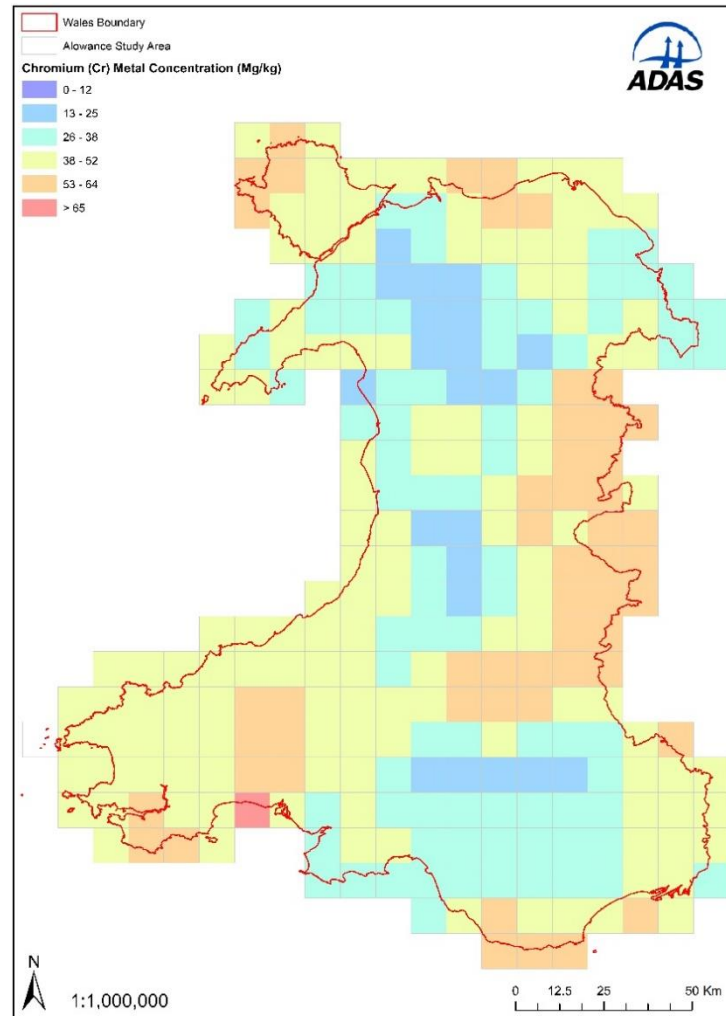 Wales Boundary
Alowance Study Area
Chromium (Cr) Metal Concentration (Mg/kg)
0 - 12
13 - 25
26 - 38
38 - 52
53 - 64
> 65
ADAS
N
1:1,000,000
0 12.5 25 50 Km